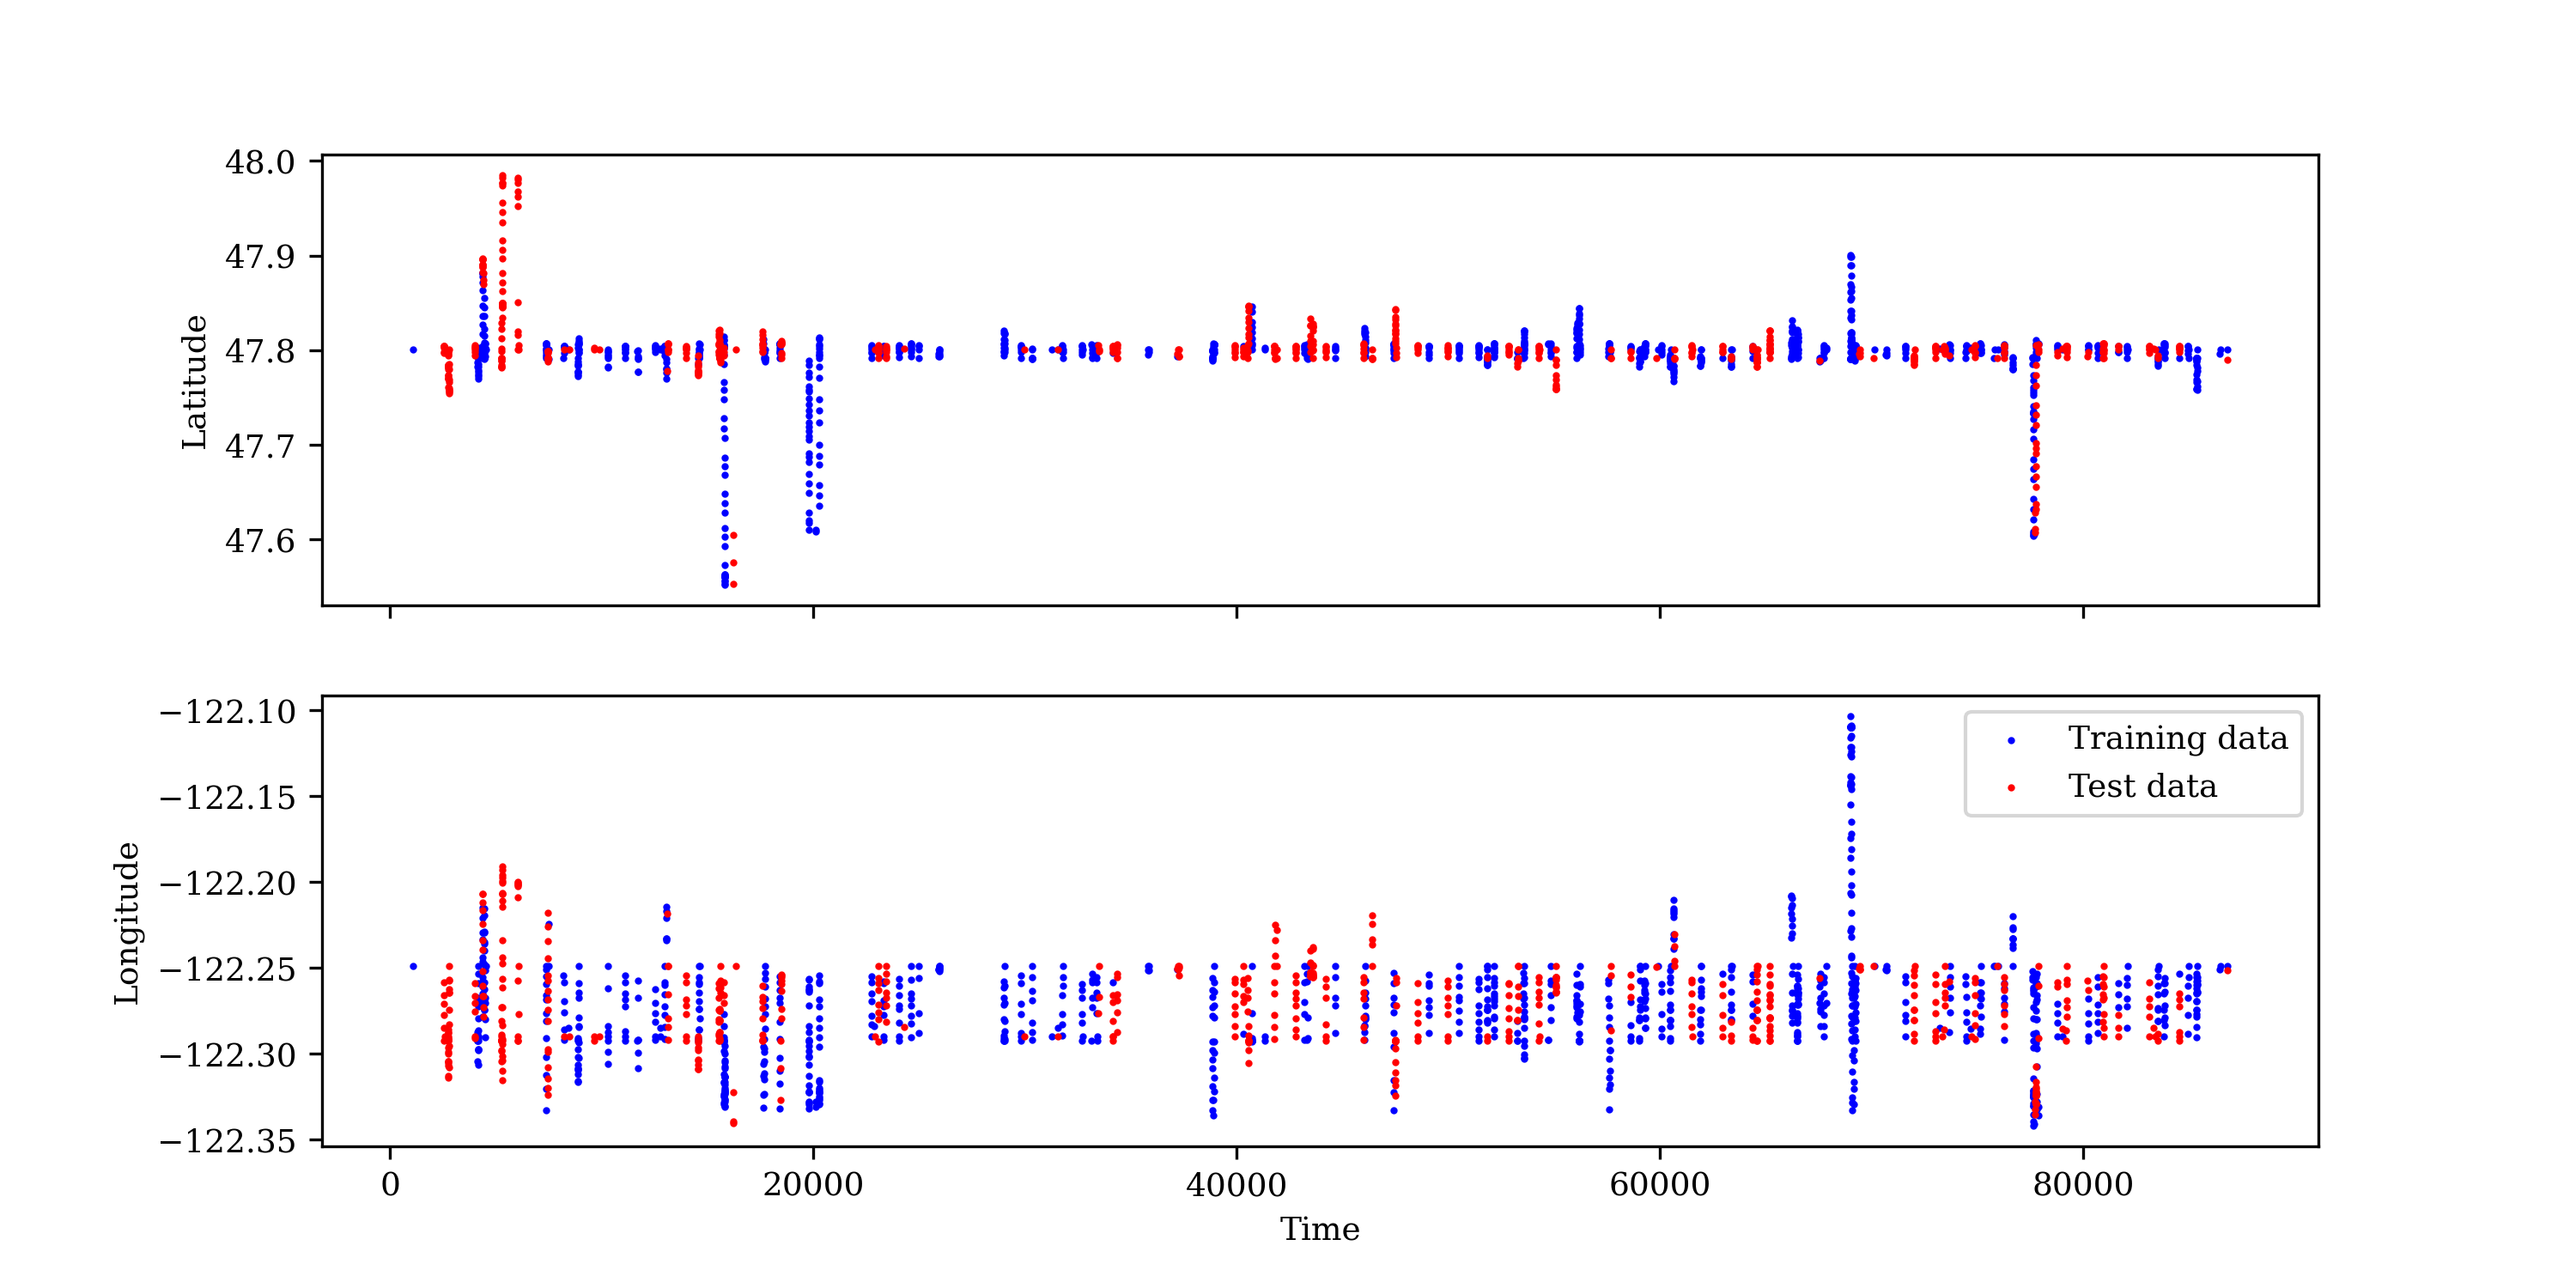 48.0
47.9
47.8
47.7
47.6
Latitude
−122.10
−122.15
−122.20
−122.25
−122.30
−122.35
Longitude
Training data
Test data
0 20000 40000 60000 80000
Time